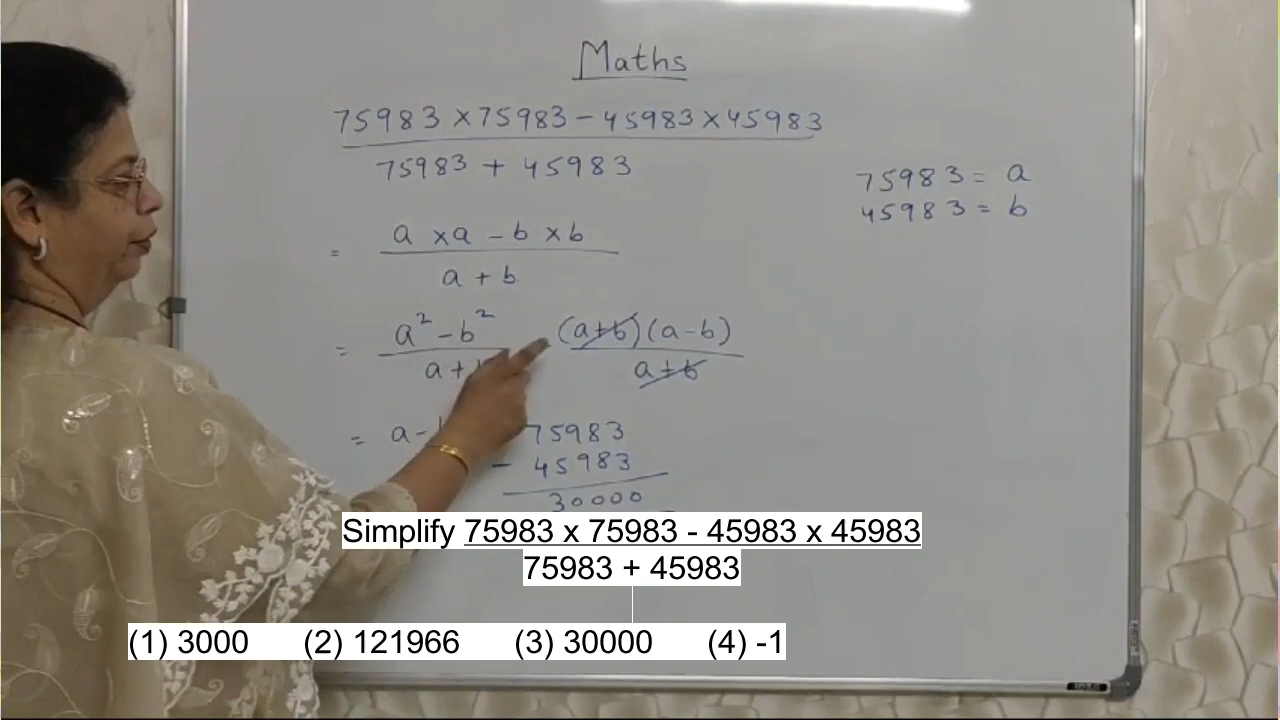 Maths
75983 x 75983 - 45983 x 45983
75983 + 45983
75983 = a
45983 = b
= a x a - b x b
a + b
= a² - b² (a+b)(a-b)
a + a+b
= a - 75983
- 45983
30000
Simplify 75983 x 75983 - 45983 x 45983
75983 + 45983
(1) 3000 (2) 121966 (3) 30000 (4) -1